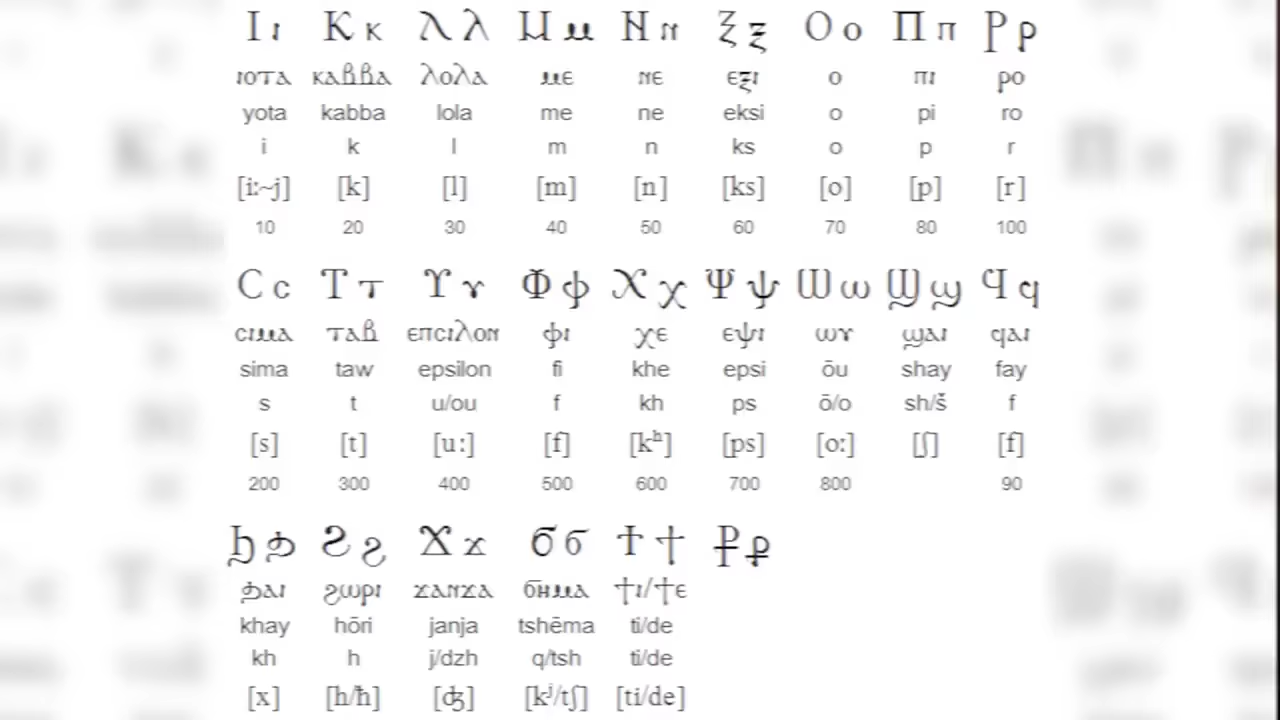 Ⲓ ⲓ Ⲕ ⲕ Ⲗ ⲗ Ⲙ ⲙ Ⲛ ⲛ Ⲝ ⲝ Ⲟ ⲟ Ⲡ ⲡ Ⲣ ⲣ
ⲓⲟⲧⲁ ⲕⲁⲃⲃⲁ ⲗⲟⲗⲁ ⲙⲉ ⲛⲉ ⲉⲝⲓ ⲟ ⲡⲓ ⲣⲟ
yota kabba lola me ne eksi o pi ro
i k l m n ks o p r
[iː~j] [k] [l] [m] [n] [ks] [o] [p] [r]
10 20 30 40 50 60 70 80 100
Ⲥ ⲥ Ⲧ ⲧ Ⲩ ⲩ Ⲫ ⲫ Ⲭ ⲭ Ⲯ ⲯ Ⲱ ⲱ Ϣ ϣ Ϥ ϥ
ⲥⲓⲙⲁ ⲧⲁⲃ ⲉⲡⲥⲓⲗⲟⲛ ⲫⲓ ⲭⲉ ⲉⲯⲓ ⲱⲩ ϣⲁⲓ ϥⲁⲓ
sima taw epsilon fi khe epsi ōu shay fay
s t u/ou f kh ps ō/o sh/š f
[s] [t] [uː] [f] [kʰ] [ps] [oː] [ʃ] [f]
200 300 400 500 600 700 800 90
Ϧ ϧ Ϩ ϩ Ϫ ϫ Ϭ ϭ Ϯ ϯ Ⳁ ⳁ
ϧⲁⲓ ϩⲱⲣⲓ ϫⲁⲛϫⲁ ϭⲏⲙⲁ ϯⲓ/ϯⲉ
khay hōri janja tshēma ti/de
kh h j/dzh q/tsh ti/de
[x] [h/ħ] [ʤ] [kʲ/tʃ] [ti/de]